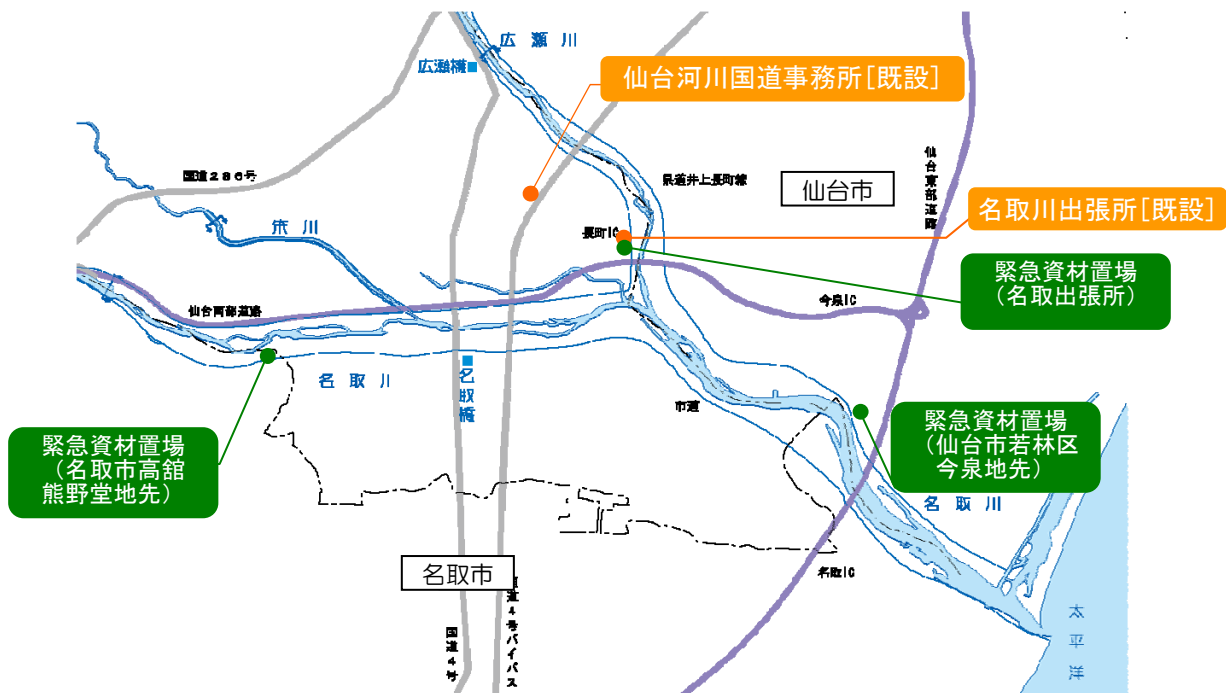 広瀬川
広瀬橋
仙台河川国道事務所[既設]
国道286号
県道井上長町線
仙台市
仙台東部道路
笊川
長町IC
名取川出張所[既設]
緊急資材置場
（名取出張所）
仙台南部道路
今泉IC
名取川
名取橋
市道
緊急資材置場
（名取市高舘
熊野堂地先）
緊急資材置場
（仙台市若林区
今泉地先）
名取川
名取市
名取IC
国道4号
国道4号バイパス
太平洋